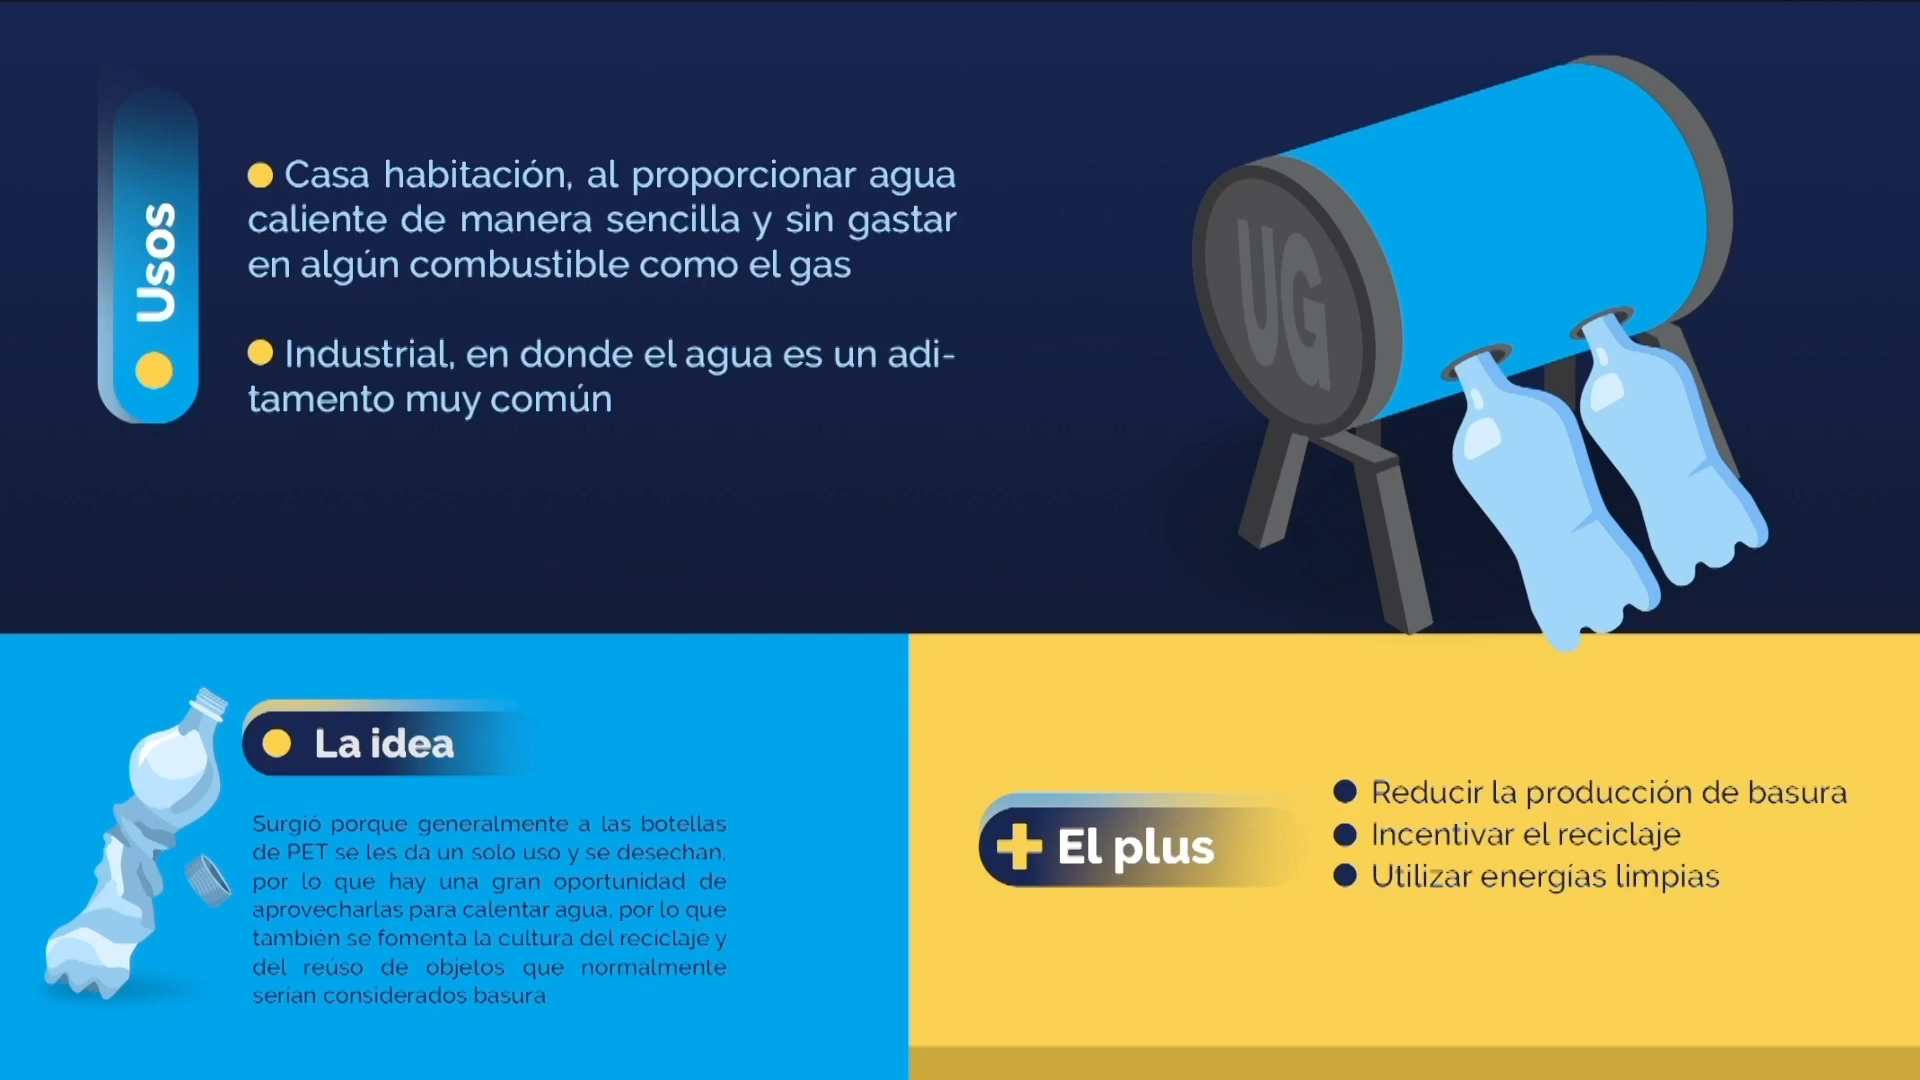 Usos
Casa habitación, al proporcionar agua
caliente de manera sencilla y sin gastar
en algún combustible como el gas
Industrial, en donde el agua es un adi-
tamento muy común
UG
La idea
Surgió porque generalmente a las botellas
de PET se les da un solo uso y se desechan,
por lo que hay una gran oportunidad de
aprovecharlas para calentar agua, por lo que
también se fomenta la cultura del reciclaje y
del reúso de objetos que normalmente
serían considerados basura
El plus
Reducir la producción de basura
Incentivar el reciclaje
Utilizar energías limpias